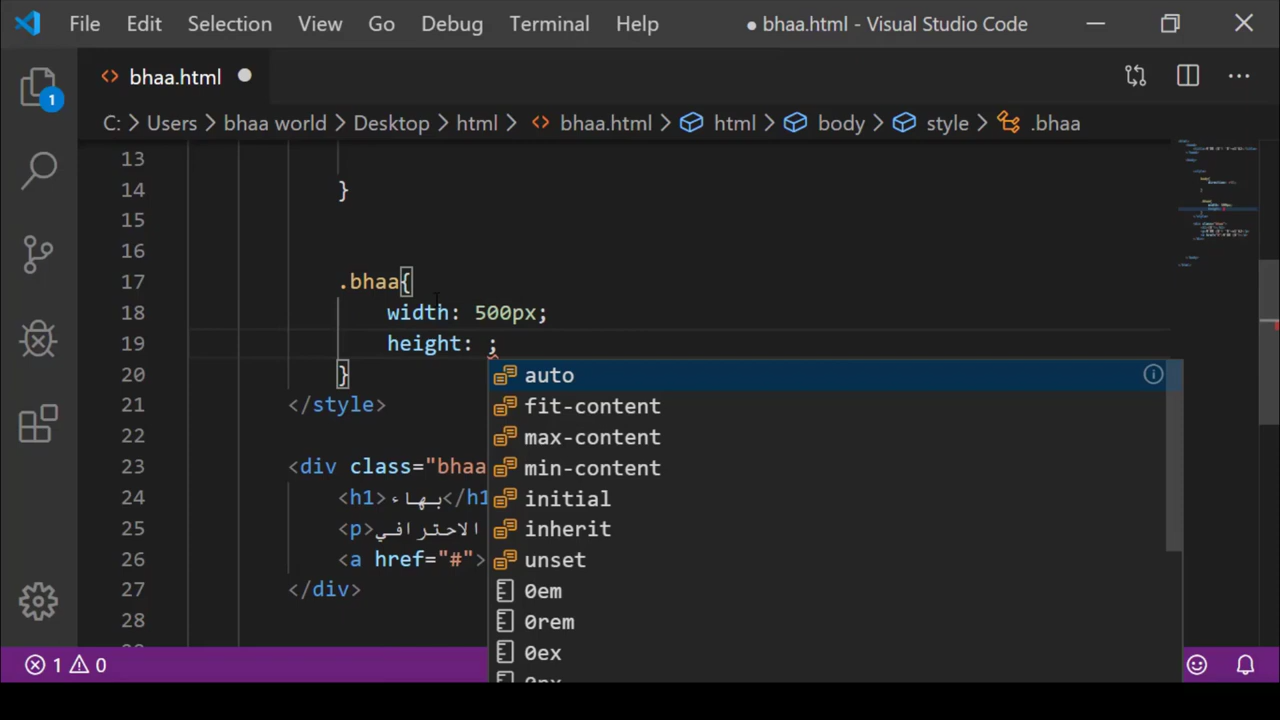 File Edit Selection View Go Debug Terminal Help ● bhaa.html - Visual Studio Code
bhaa.html
1
C: > Users > bhaa world > Desktop > html > bhaa.html > html > body > style > .bhaa
13
14 }
15
16
17 .bhaa{
18 width: 500px;
19 height: ;
20 }
21 </style>
22
23 <div class="bhaa
24 <h1>بهاء</h1
25 <p>الاحترافي
26 <a href="#">
27 </div>
28
auto
fit-content
max-content
min-content
initial
inherit
unset
0em
0rem
0ex
1 0